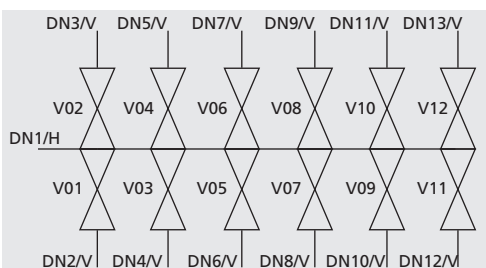 DN3/V DN5/V DN7/V DN9/V DN11/V DN13/V
V02 V04 V06 V08 V10 V12
DN1/H
V01 V03 V05 V07 V09 V11
DN2/V DN4/V DN6/V DN8/V DN10/V DN12/V